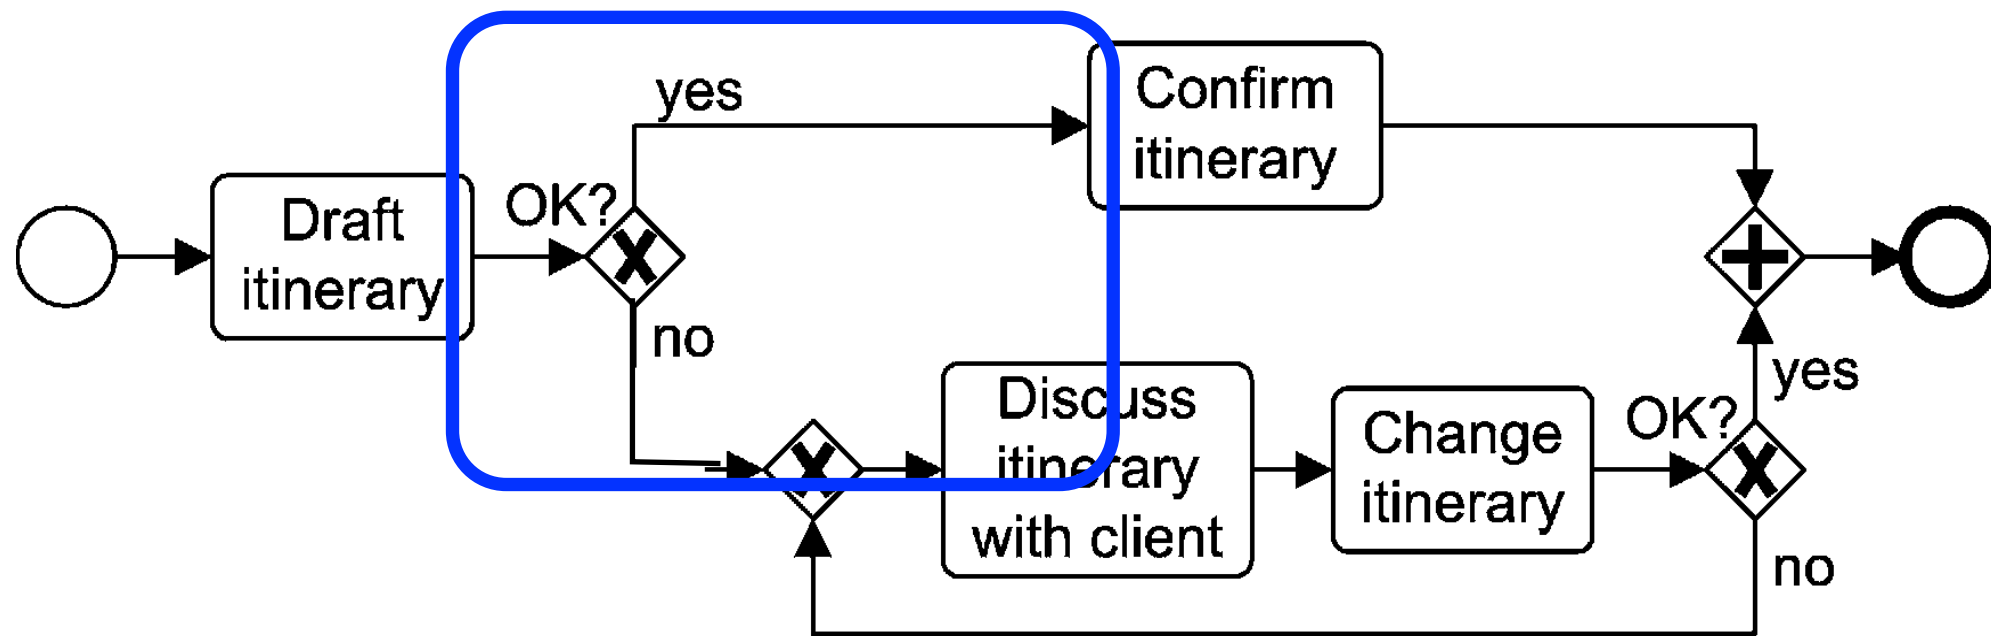 yes
Confirm
itinerary
Draft
itinerary
OK?
no
Discuss
itinerary
with client
Change
itinerary
OK?
yes
no